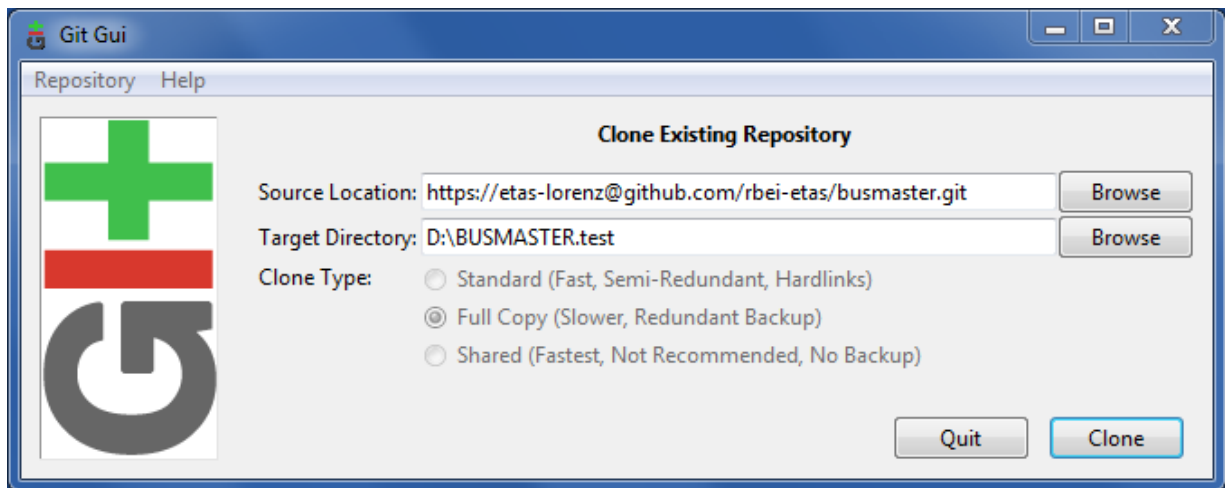 Git Gui
Repository Help
Clone Existing Repository
Source Location: https://etas-lorenz@github.com/rbei-etas/busmaster.git Browse
Target Directory: D:\BUSMASTER.test Browse
Clone Type: Standard (Fast, Semi-Redundant, Hardlinks)
Full Copy (Slower, Redundant Backup)
Shared (Fastest, Not Recommended, No Backup)
Quit Clone